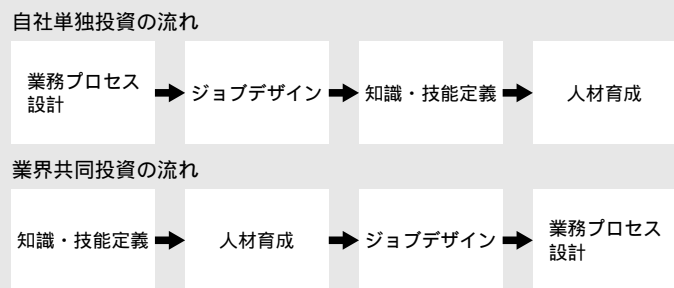 自社単独投資の流れ
業務プロセス
設計
ジョブデザイン
知識・技能定義
人材育成
業界共同投資の流れ
知識・技能定義
人材育成
ジョブデザイン
業務プロセス
設計